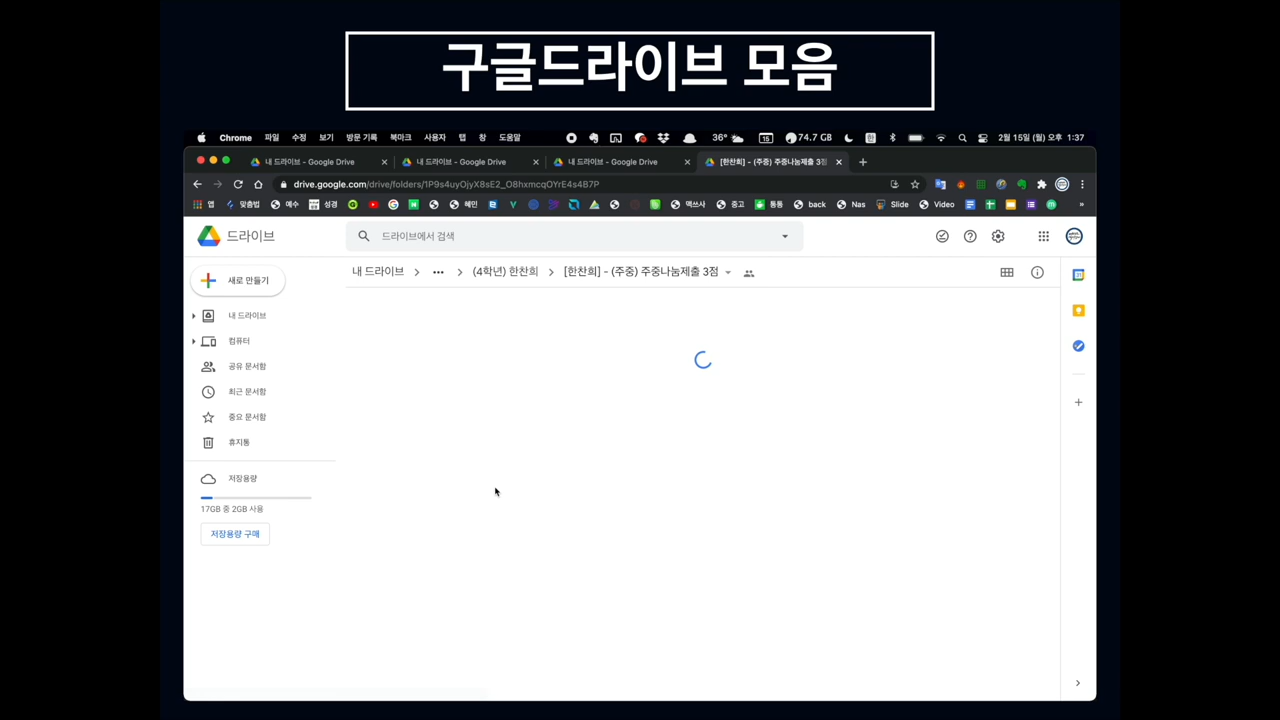 구글드라이브 모음
Chrome 파일 수정 보기 방문 기록 북마크 사용자 탭 창 도움말 36° 15 74.7 GB 한 2월 15일 (월) 오후 1:37
내 드라이브 - Google Drive 내 드라이브 - Google Drive 내 드라이브 - Google Drive [한찬희] - (주중) 주중나눔제출 3점
drive.google.com/drive/folders/1P9s4uyOjyX8sE2_O8hxmcqOYrE4s4B7P
앱 맞춤법 예수 성경 혜민 맥쓰사 중고 통통 back Nas Slide Video »
드라이브 드라이브에서 검색
새로 만들기
내 드라이브 ••• (4학년) 한찬희 [한찬희] - (주중) 주중나눔제출 3점
내 드라이브
컴퓨터
공유 문서함
최근 문서함
중요 문서함
휴지통
저장용량
17GB 중 2GB 사용
저장용량 구매